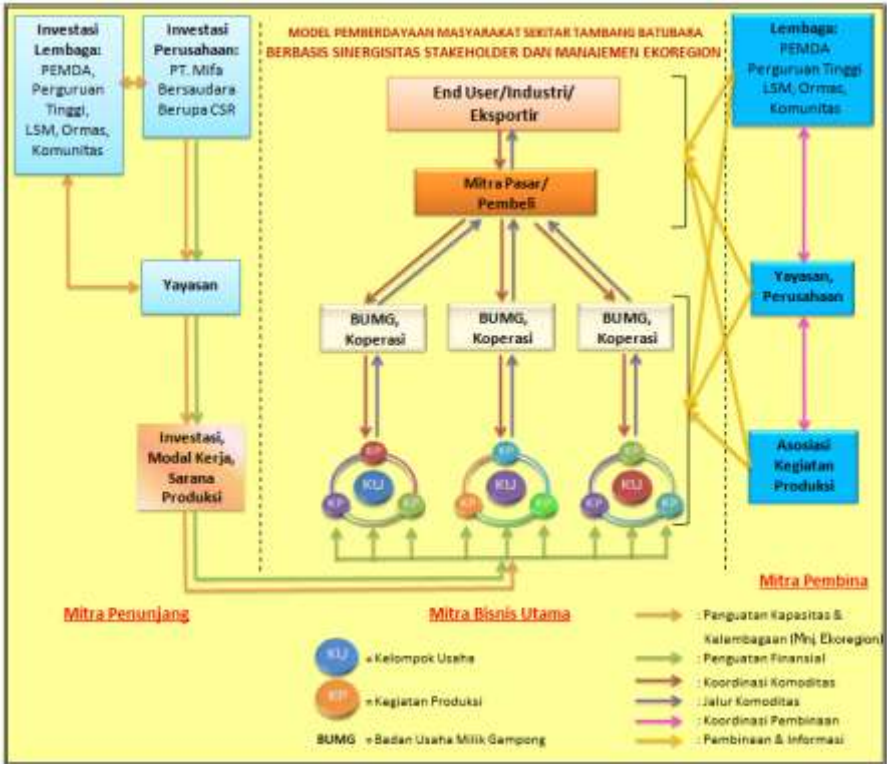 MODEL PEMBERDAYAAN MASYARAKAT SEKITAR TAMBANG BATUBARA
BERBASIS SINERGISITAS STAKEHOLDER DAN MANAJEMEN EKOREGION
Investasi
Lembaga:
PEMDA,
Perguruan
Tinggi,
LSM, Ormas,
Komunitas
Investasi
Perusahaan:
PT. Mifa
Bersaudara
Berupa CSR
Yayasan
Investasi,
Modal Kerja,
Sarana
Produksi
Mitra Penunjang
End User/Industri/
Eksportir
Mitra Pasar/
Pembeli
BUMG,
Koperasi
BUMG,
Koperasi
BUMG,
Koperasi
KP
KU
KP
KP
KP
KU
KP
KP
KP
KU
KP
KP
Mitra Bisnis Utama
Lembaga:
PEMDA
Perguruan Tinggi
LSM, Ormas,
Komunitas
Yayasan,
Perusahaan
Asosiasi
Kegiatan
Produksi
Mitra Pembina
KU = Kelompok Usaha
KP = Kegiatan Produksi
BUMG = Badan Usaha Milik Gampong
: Penguatan Kapasitas &
Kelembagaan (Mnj. Ekoregion)
: Penguatan Finansial
: Koordinasi Komoditas
: Jalur Komoditas
: Koordinasi Pembinaan
: Pembinaan & Informasi